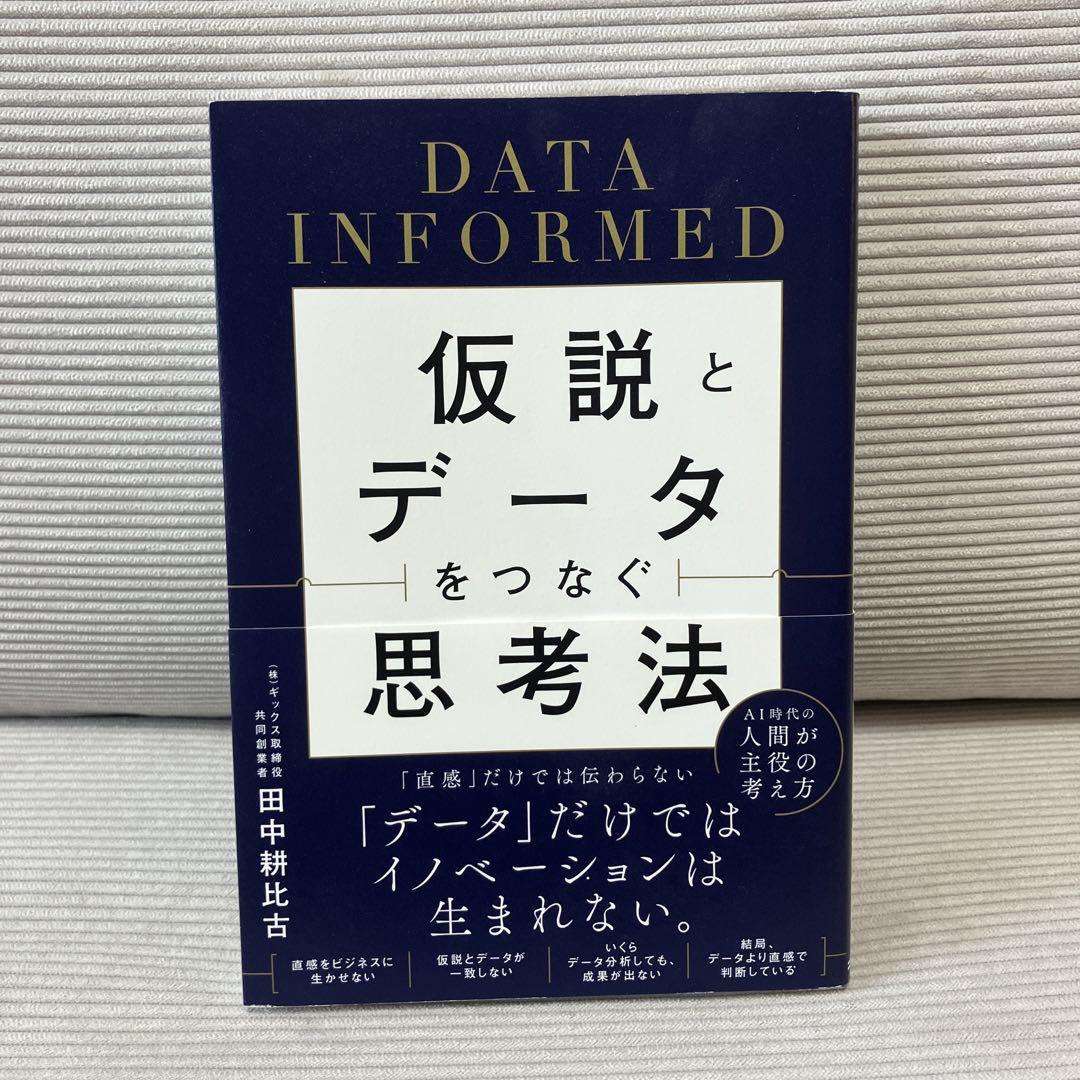 DATA
INFORMED
仮説と
データ
をつなぐ
思考法
(株)ギックス取締役
共同創業者
田中耕比古
AI時代の
人間が
主役の
考え方
「直感」だけでは伝わらない
「データ」だけでは
イノベーションは
生まれない。
直感をビジネスに
生かせない
仮説とデータが
一致しない
いくら
データ分析しても、
成果が出ない
結局、
データより直感で
判断している